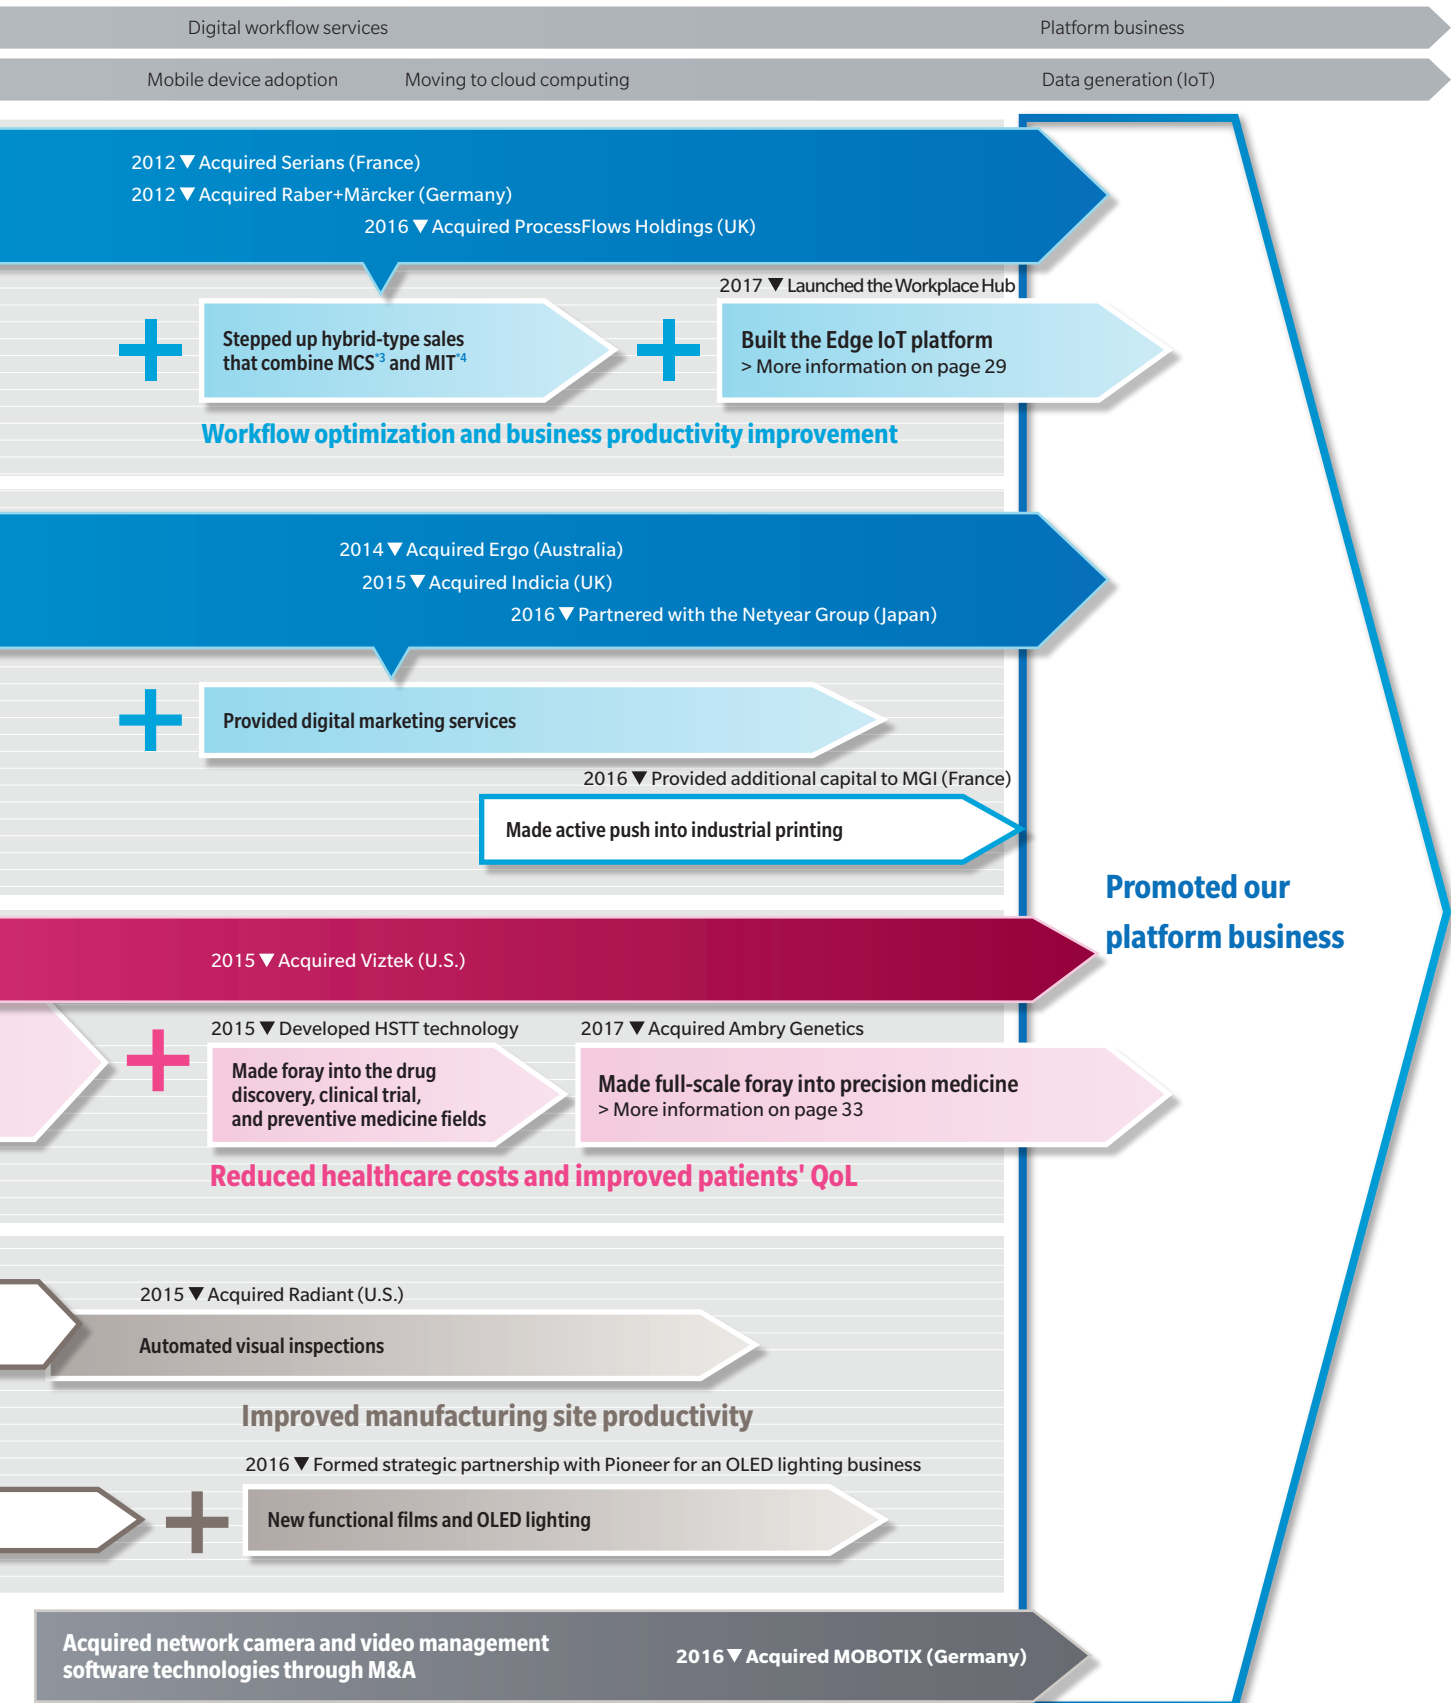 Digital workflow services
Platform business
Mobile device adoption
Moving to cloud computing
Data generation (IoT)
2012 ▼ Acquired Serians (France)
2012 ▼ Acquired Raber+Märcker (Germany)
2016 ▼ Acquired ProcessFlows Holdings (UK)
2017 ▼ Launched the Workplace Hub
Stepped up hybrid-type sales
that combine MCS*3 and MIT*4
Built the Edge IoT platform
> More information on page 29
Workflow optimization and business productivity improvement
2014 ▼ Acquired Ergo (Australia)
2015 ▼ Acquired Indicia (UK)
2016 ▼ Partnered with the Netyear Group (Japan)
Provided digital marketing services
2016 ▼ Provided additional capital to MGI (France)
Made active push into industrial printing
Promoted our
platform business
2015 ▼ Acquired Viztek (U.S.)
2015 ▼ Developed HSTT technology
Made foray into the drug
discovery, clinical trial,
and preventive medicine fields
2017 ▼ Acquired Ambry Genetics
Made full-scale foray into precision medicine
> More information on page 33
Reduced healthcare costs and improved patients' QoL
2015 ▼ Acquired Radiant (U.S.)
Automated visual inspections
Improved manufacturing site productivity
2016 ▼ Formed strategic partnership with Pioneer for an OLED lighting business
New functional films and OLED lighting
Acquired network camera and video management
software technologies through M&A
2016 ▼ Acquired MOBOTIX (Germany)